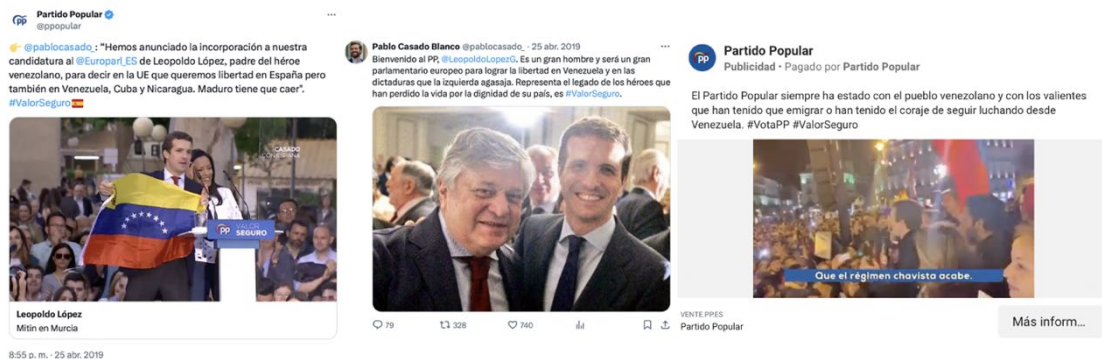 Partido Popular
@ppopular
👉 @pablocasado_: "Hemos anunciado la incorporación a nuestra
candidatura al @Europarl_ES de Leopoldo López, padre del héroe
venezolano, para decir en la UE que queremos libertad en España pero
también en Venezuela, Cuba y Nicaragua. Maduro tiene que caer".
#ValorSeguro🇪🇸
CASADO
CON ESPAÑA
pp VALOR
SEGURO
Leopoldo López
Mitin en Murcia
8:55 p. m. · 25 abr. 2019
Pablo Casado Blanco @pablocasado_ · 25 abr. 2019
Bienvenido al PP, @LeopoldoLopezG. Es un gran hombre y será un gran
parlamentario europeo para lograr la libertad en Venezuela y en las
dictaduras que la izquierda agasaja. Representa el legado de los héroes que
han perdido la vida por la dignidad de su país, es #ValorSeguro.
79 328 740
pp
Partido Popular
Publicidad • Pagado por Partido Popular
El Partido Popular siempre ha estado con el pueblo venezolano y con los valientes
que han tenido que emigrar o han tenido el coraje de seguir luchando desde
Venezuela. #VotaPP #ValorSeguro
Que el régimen chavista acabe.
VENTE.PPES
Partido Popular
Más inform...